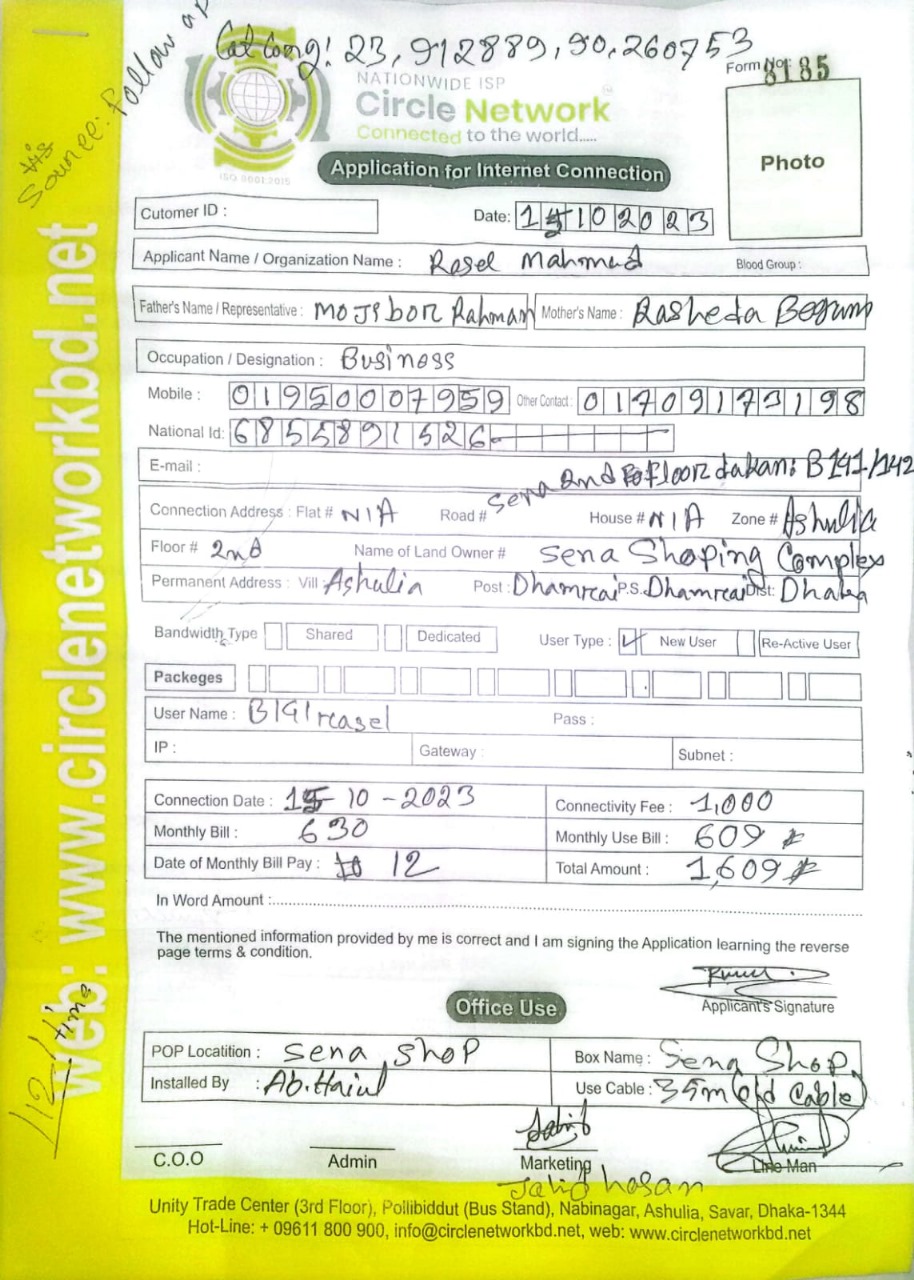 Source: Follow up
Lat Long: 23.912889, 90.260753
Form No: 8185
NATIONWIDE ISP
Circle Network
Connected to the world.....
ISO 9001:2015
Photo
Application for Internet Connection
Cutomer ID :
Date: 15102023
Applicant Name / Organization Name : Rasel Mahmud Blood Group :
Father's Name / Representative : Mojibor Rahman Mother's Name : Rasheda Begum
Occupation / Designation : Business
Mobile : 01950007959 Other Contact : 01709173198
National Id: 6855891526
E-mail :
Sena 2nd Floor dakan: B141/142
Connection Address : Flat # N/A Road # House # N/A Zone # Ashulia
Floor # 2nd Name of Land Owner # Sena Shoping Complex
Permanent Address : Vill Ashulia Post : Dhamrai P.S. Dhamrai Dist: Dhaka
Bandwidth Type Shared Dedicated User Type : ✓ New User Re-Active User
Packeges
User Name : B141rasel Pass :
IP : Gateway : Subnet :
Connection Date : 15-10-2023 Connectivity Fee : 1,000
Monthly Bill : 630 Monthly Use Bill : 609
Date of Monthly Bill Pay : 12 Total Amount : 1,609
In Word Amount :
The mentioned information provided by me is correct and I am signing the Application learning the reverse
page terms & condition.
Applicant's Signature
Office Use
POP Locatition : Sena Shop Box Name : Sena Shop
Installed By : Ab. Use Cable : 35m (old Cable)
C.O.O Admin Marketing Line Man
hasan
Unity Trade Center (3rd Floor), Pollibiddut (Bus Stand), Nabinagar, Ashulia, Savar, Dhaka-1344
Hot-Line: + 09611 800 900, info@circlenetworkbd.net, web: www.circlenetworkbd.net
web: www.circlenetworkbd.net